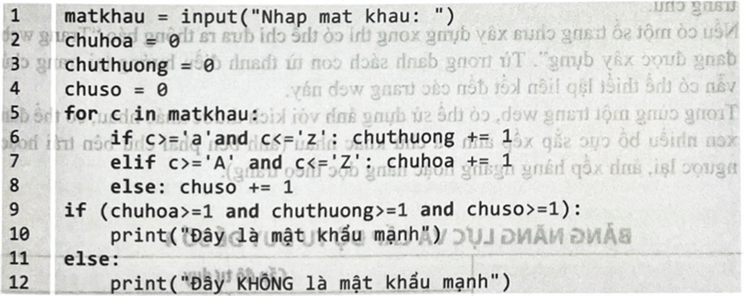 1 matkhau = input("Nhap mat khau: ")
2 chuhoa = 0
3 chuthuong = 0
4 chuso = 0
5 for c in matkhau:
6 if c>='a'and c<='z': chuthuong += 1
7 elif c>='A' and c<='Z': chuhoa += 1
8 else: chuso += 1
9 if (chuhoa>=1 and chuthuong>=1 and chuso>=1):
10 print("Đây là mật khẩu mạnh")
11 else:
12 print("Đây KHÔNG là mật khẩu mạnh")